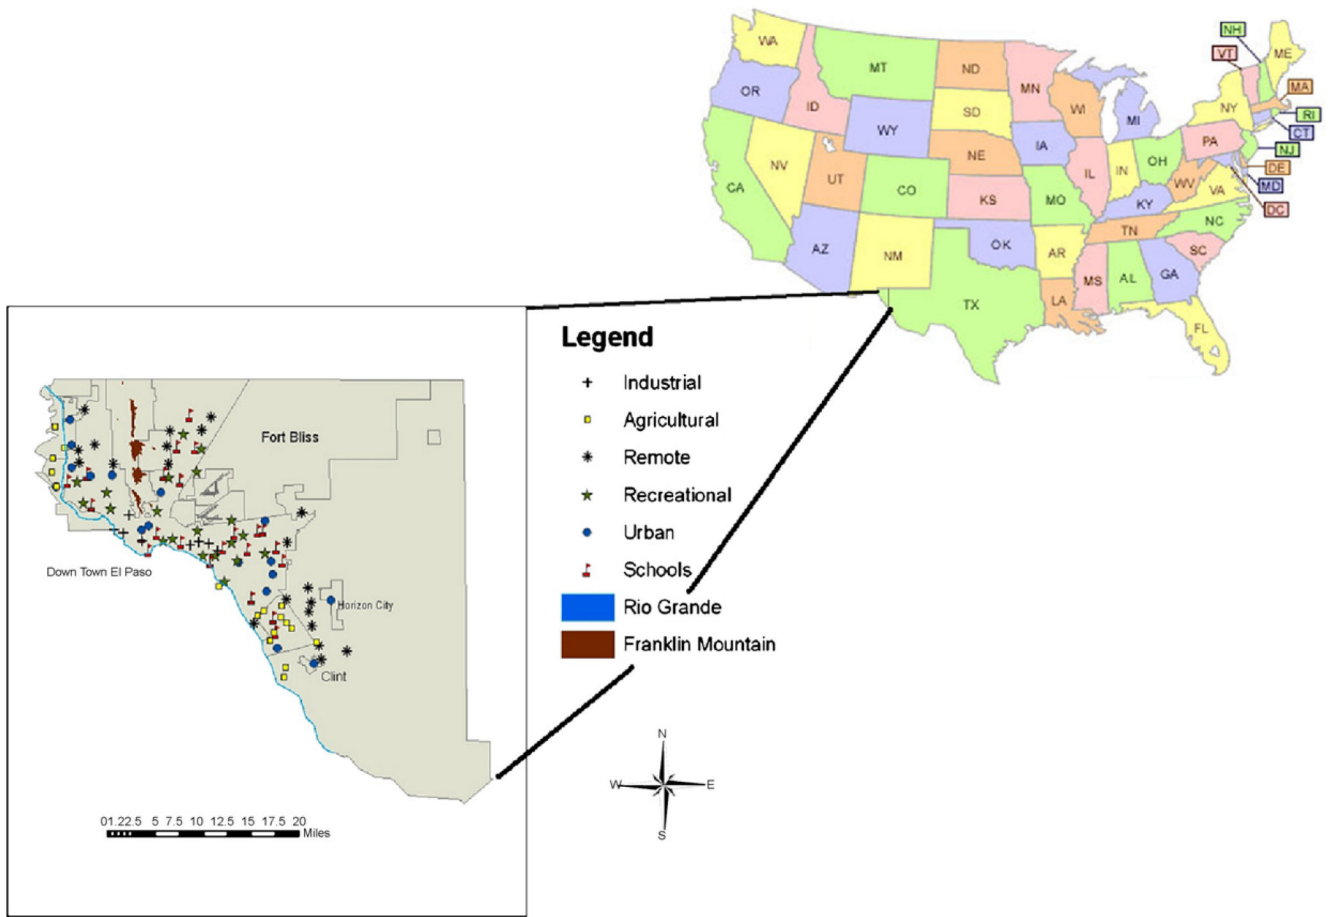 NH
VT
ME
WA
MT
ND
MN
MA
OR
ID
WI
NY
RI
SD
MI
WY
CT
PA
IA
NJ
NE
NV
OH
IN
IL
UT
DE
CA
CO
WV
VA
MD
KS
MO
KY
DC
NC
TN
AZ
NM
OK
AR
SC
MS
AL
GA
TX
LA
FL
Legend
Industrial
Agricultural
Remote
Recreational
Urban
Schools
Rio Grande
Franklin Mountain
Fort Bliss
Down Town El Paso
Horizon City
Clint
N
W E
S
01.22.5 5 7.5 10 12.5 15 17.5 20
Miles